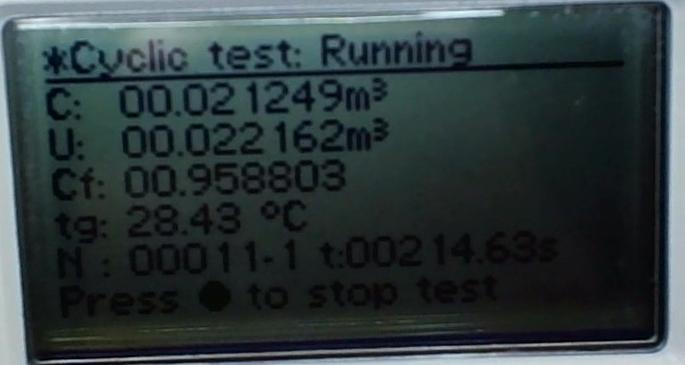 *Cyclic test: Running
C: 00.021249m³
U: 00.022162m³
Cf: 00.958803
tg: 28.43 °C
N : 00011-1 t:00214.63s
Press ● to stop test